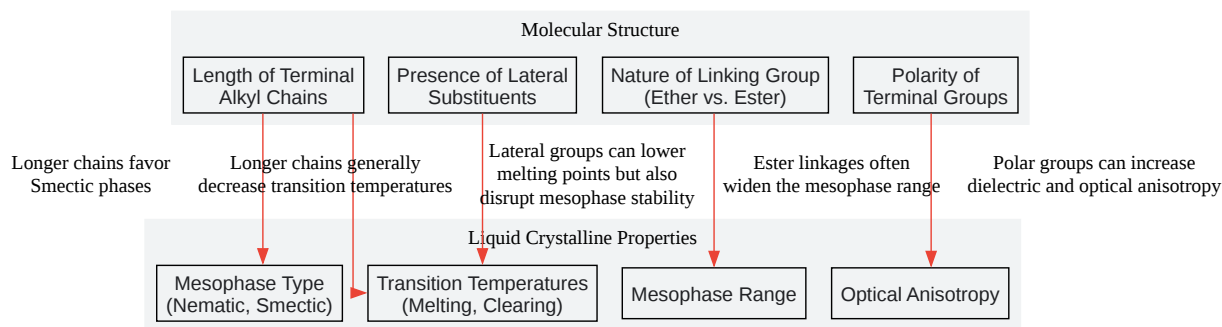 Molecular Structure
Length of Terminal
Alkyl Chains
Presence of Lateral
Substituents
Nature of Linking Group
(Ether vs. Ester)
Polarity of
Terminal Groups
Longer chains favor
Smectic phases
Longer chains generally
decrease transition temperatures
Lateral groups can lower
melting points but also
disrupt mesophase stability
Ester linkages often
widen the mesophase range
Polar groups can increase
dielectric and optical anisotropy
Liquid Crystalline Properties
Mesophase Type
(Nematic, Smectic)
Transition Temperatures
(Melting, Clearing)
Mesophase Range
Optical Anisotropy